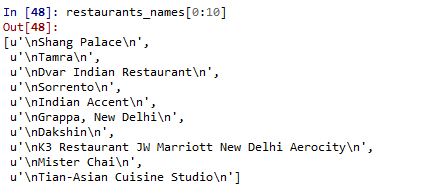 In [48]: restaurants_names[0:10]
Out[48]:
[u'\nShang Palace\n',
 u'\nTamra\n',
 u'\nDvar Indian Restaurant\n',
 u'\nSorrento\n',
 u'\nIndian Accent\n',
 u'\nGrappa, New Delhi\n',
 u'\nDakshin\n',
 u'\nK3 Restaurant JW Marriott New Delhi Aerocity\n',
 u'\nMister Chai\n',
 u'\nTian-Asian Cuisine Studio\n']